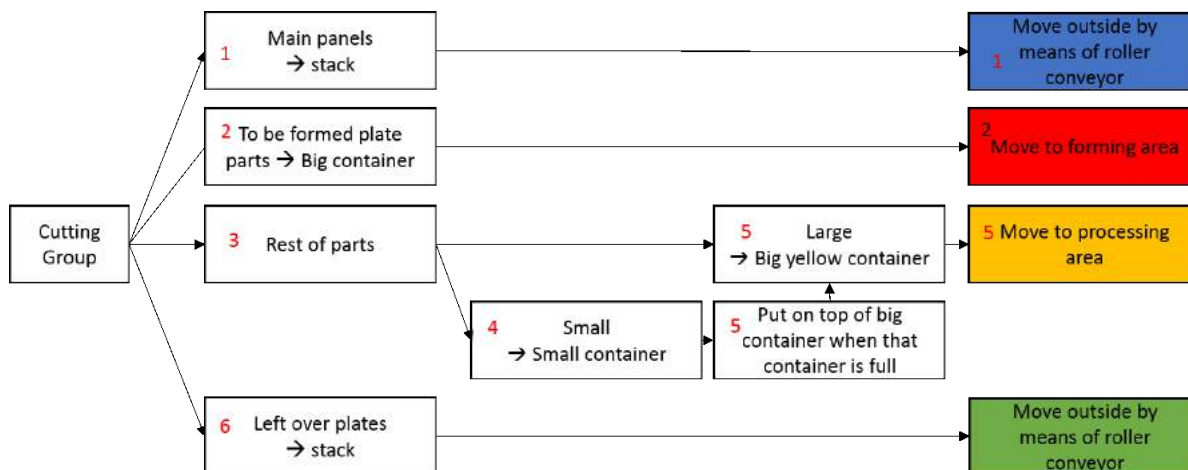 1 Main panels
→ stack
Move outside by
1 means of roller
conveyor
2 To be formed plate
parts → Big container
2 Move to forming area
Cutting
Group
3 Rest of parts
5 Large
→ Big yellow container
5 Move to processing
area
4 Small
→ Small container
5 Put on top of big
container when that
container is full
6 Left over plates
→ stack
Move outside by
means of roller
conveyor